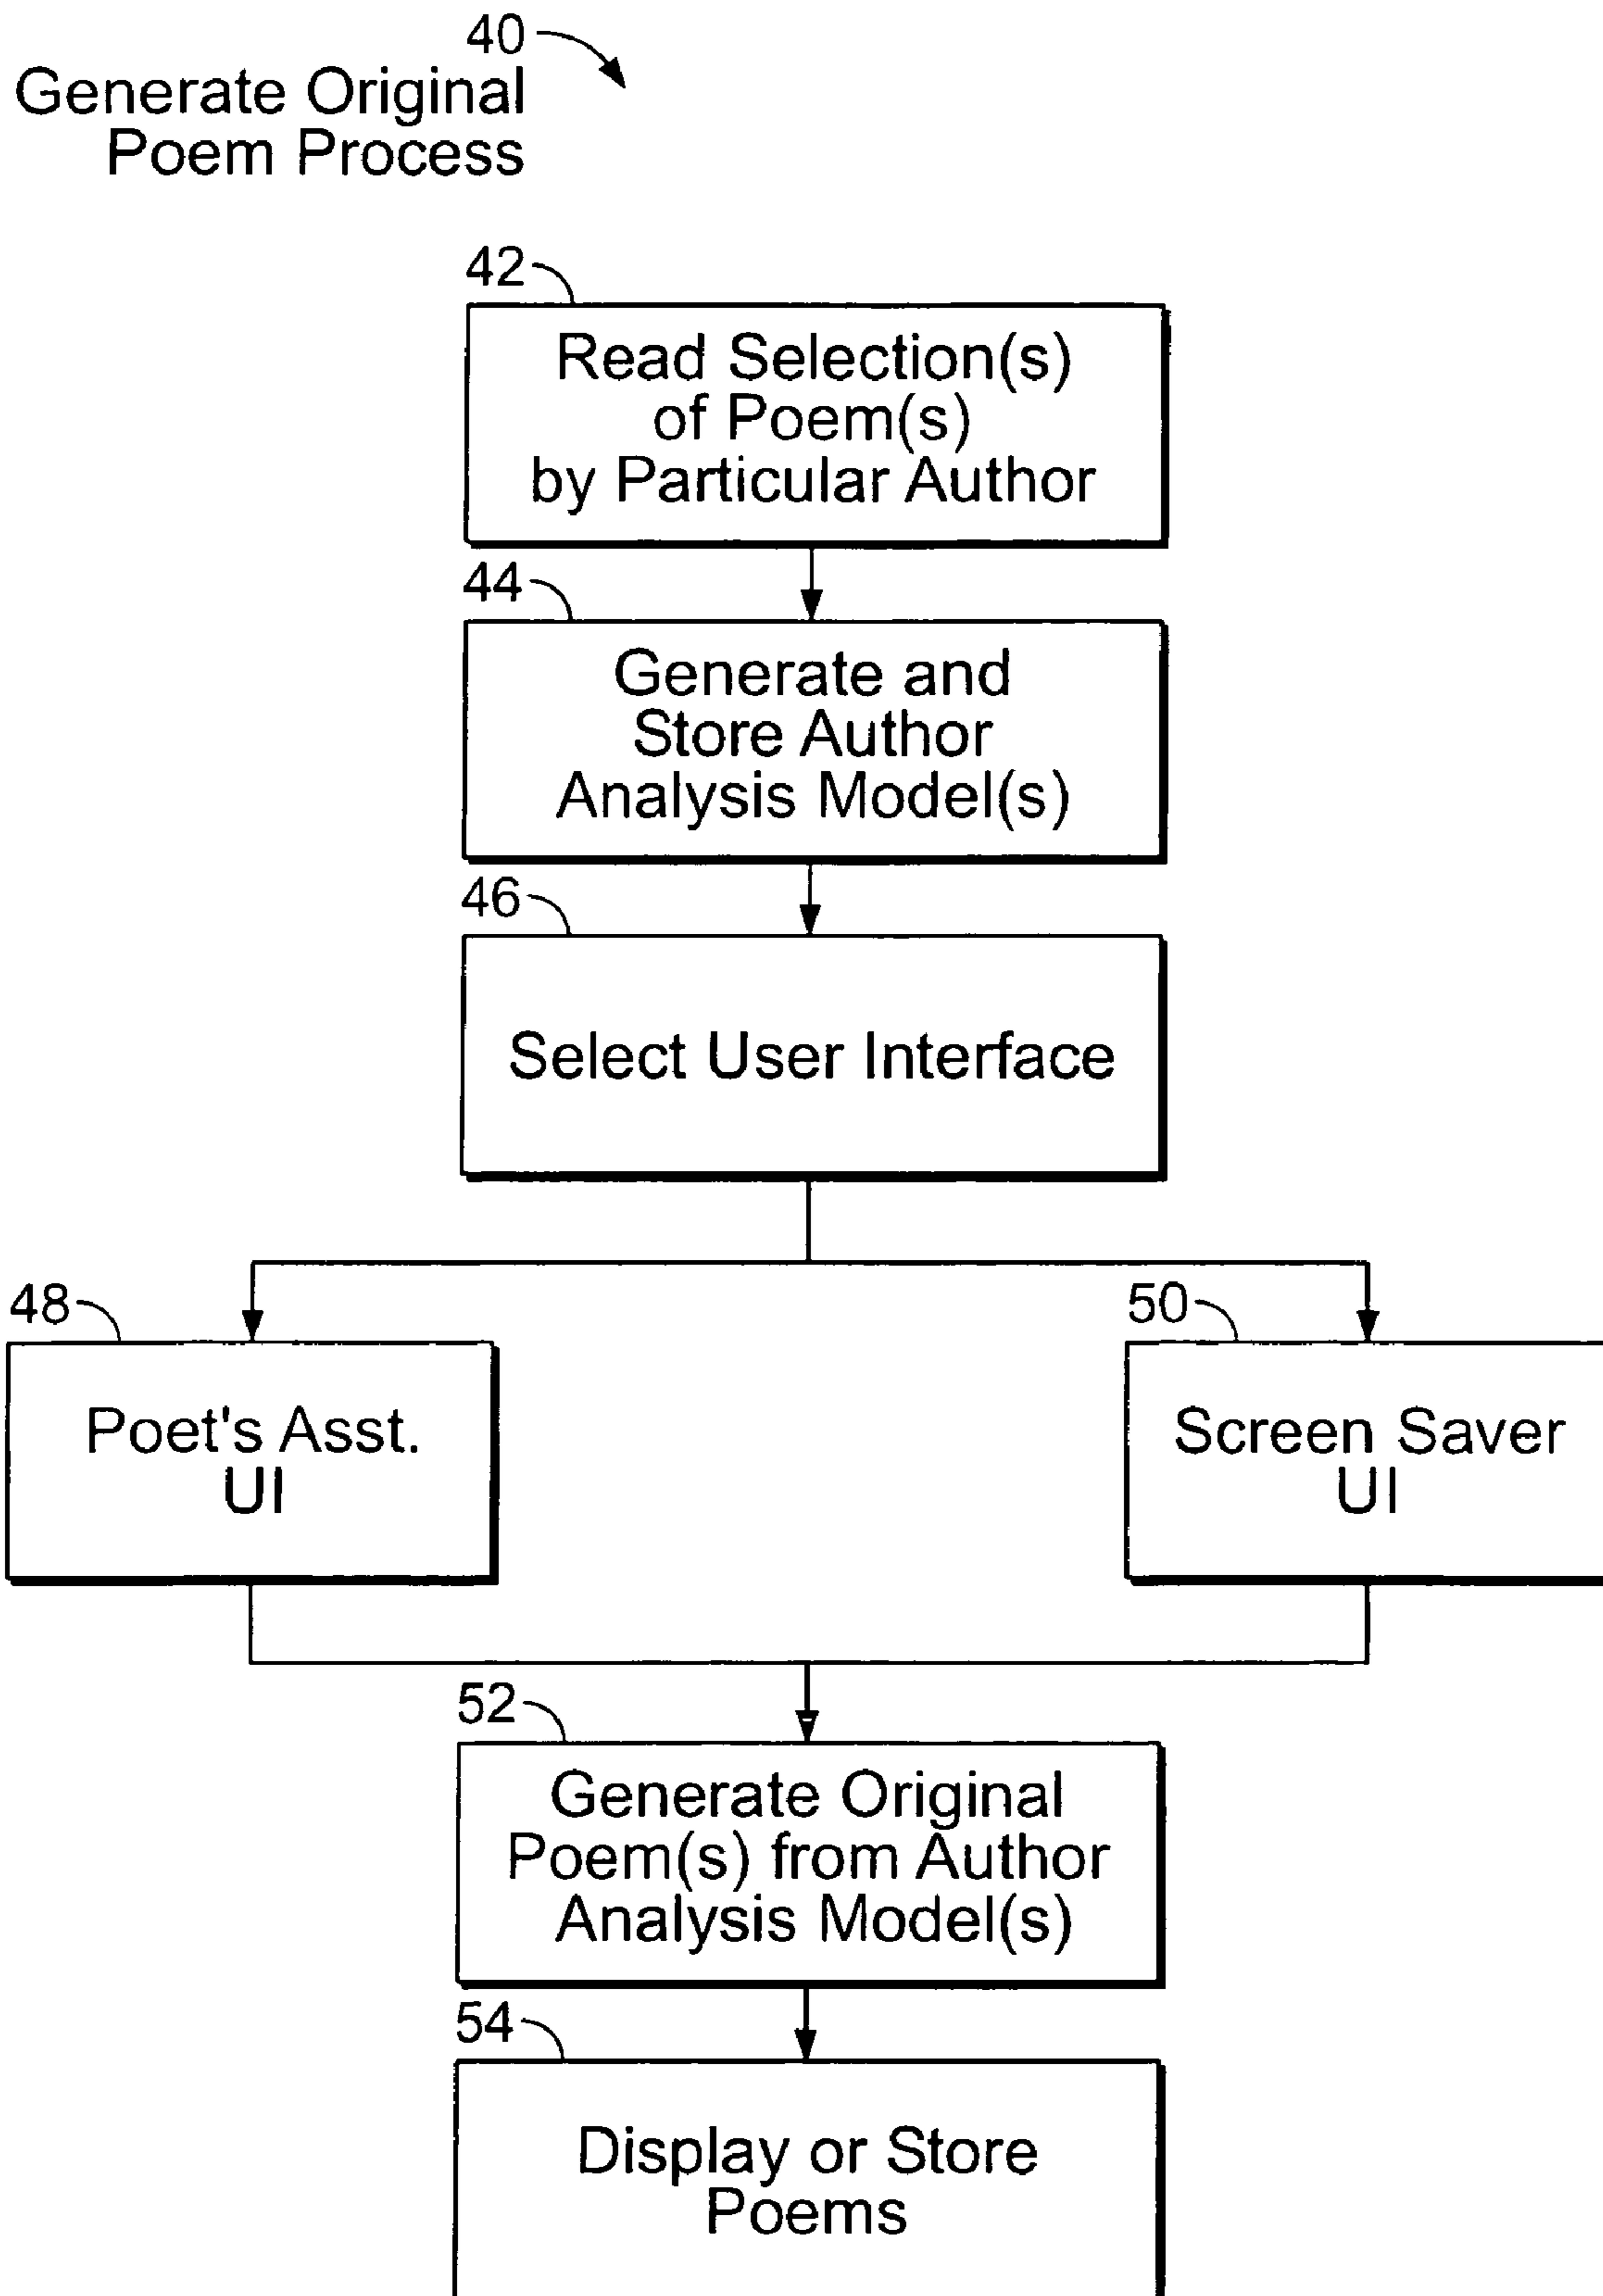 40
Generate Original
Poem Process
42
Read Selection(s)
of Poem(s)
by Particular Author
44
Generate and
Store Author
Analysis Model(s)
46
Select User Interface
48
Poet's Asst.
UI
50
Screen Saver
UI
52
Generate Original
Poem(s) from Author
Analysis Model(s)
54
Display or Store
Poems